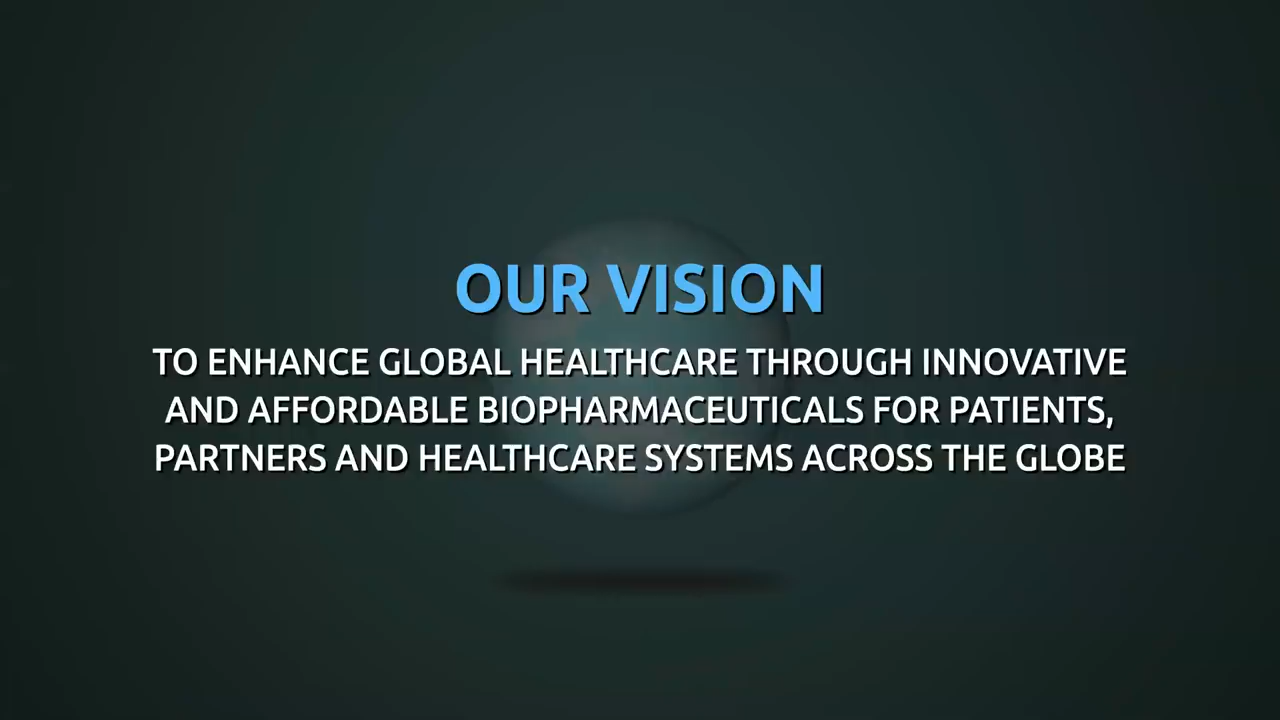 OUR VISION
TO ENHANCE GLOBAL HEALTHCARE THROUGH INNOVATIVE
AND AFFORDABLE BIOPHARMACEUTICALS FOR PATIENTS,
PARTNERS AND HEALTHCARE SYSTEMS ACROSS THE GLOBE